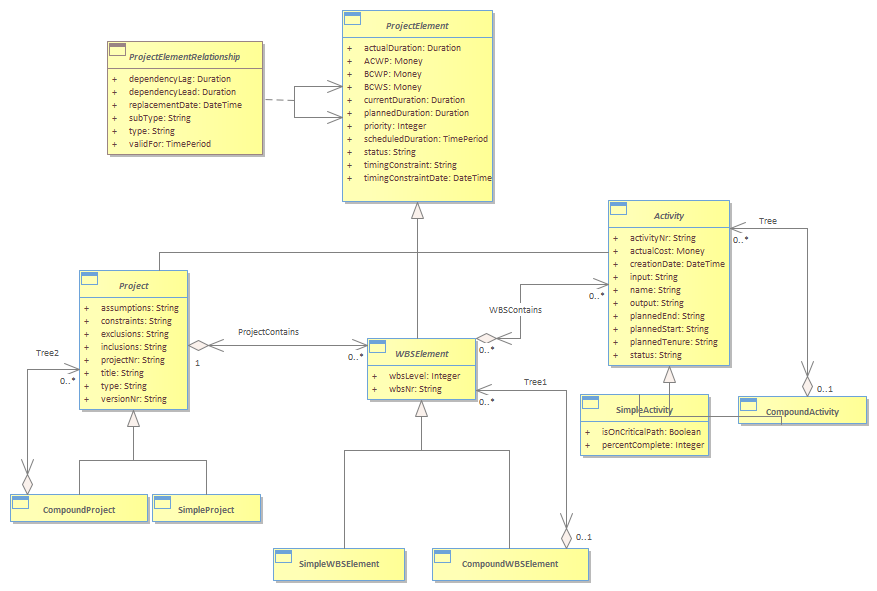 ProjectElement
+ actualDuration: Duration
+ ACWP: Money
+ BCWP: Money
+ BCWS: Money
+ currentDuration: Duration
+ plannedDuration: Duration
+ priority: Integer
+ scheduledDuration: TimePeriod
+ status: String
+ timingConstraint: String
+ timingConstraintDate: DateTime
ProjectElementRelationship
+ dependencyLag: Duration
+ dependencyLead: Duration
+ replacementDate: DateTime
+ subType: String
+ type: String
+ validFor: TimePeriod
Activity
+ activityNr: String
+ actualCost: Money
+ creationDate: DateTime
+ input: String
+ name: String
+ output: String
+ plannedEnd: String
+ plannedStart: String
+ plannedTenure: String
+ status: String
Tree
0..*
0..1
Project
+ assumptions: String
+ constraints: String
+ exclusions: String
+ inclusions: String
+ projectNr: String
+ title: String
+ type: String
+ versionNr: String
ProjectContains
1
0..*
WBSContains
0..*
0..*
WBSElement
+ wbsLevel: Integer
+ wbsNr: String
Tree2
0..*
Tree1
0..*
0..1
SimpleActivity
+ isOnCriticalPath: Boolean
+ percentComplete: Integer
CompoundActivity
CompoundProject
SimpleProject
SimpleWBSElement
CompoundWBSElement